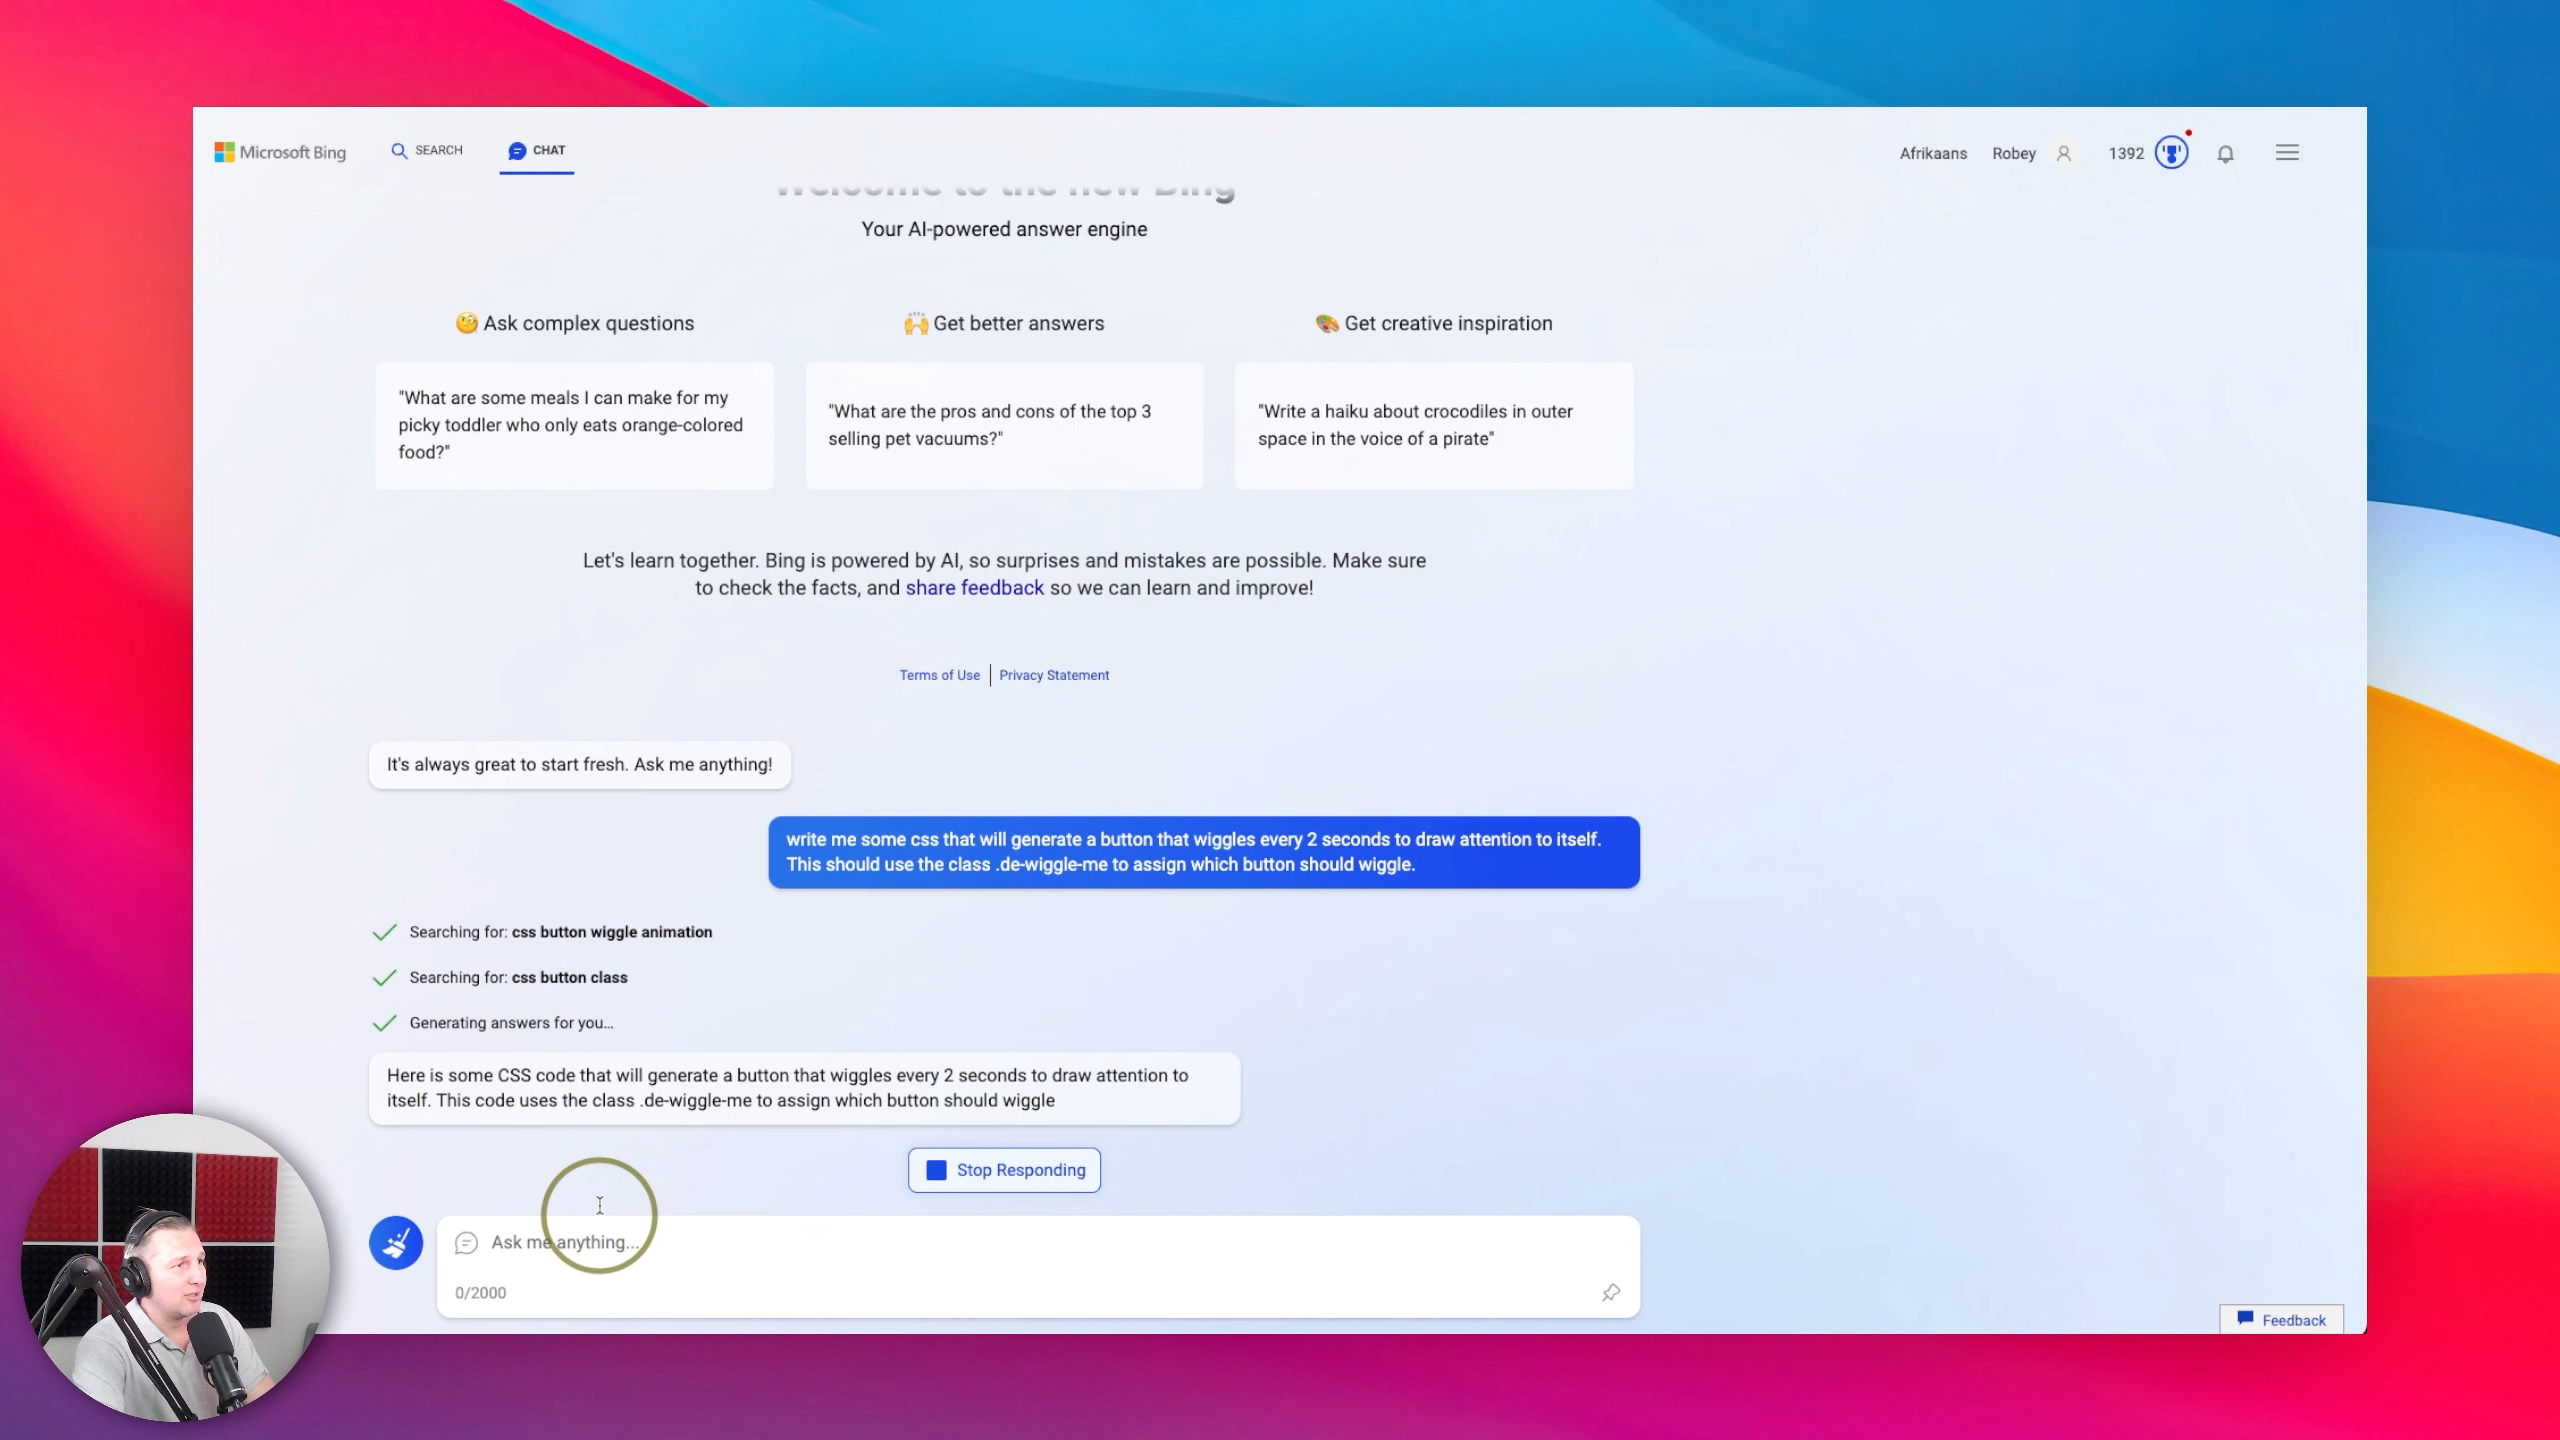 Microsoft Bing
SEARCH
CHAT
Afrikaans
Robey
1392
Welcome to the new Bing
Your AI-powered answer engine
Ask complex questions
"What are some meals I can make for my
picky toddler who only eats orange-colored
food?"
Get better answers
"What are the pros and cons of the top 3
selling pet vacuums?"
Get creative inspiration
"Write a haiku about crocodiles in outer
space in the voice of a pirate"
Let's learn together. Bing is powered by AI, so surprises and mistakes are possible. Make sure
to check the facts, and share feedback so we can learn and improve!
Terms of Use
Privacy Statement
It's always great to start fresh. Ask me anything!
write me some css that will generate a button that wiggles every 2 seconds to draw attention to itself.
This should use the class .de-wiggle-me to assign which button should wiggle.
Searching for: css button wiggle animation
Searching for: css button class
Generating answers for you...
Here is some CSS code that will generate a button that wiggles every 2 seconds to draw attention to
itself. This code uses the class .de-wiggle-me to assign which button should wiggle
Stop Responding
Ask me anything...
0/2000
Feedback